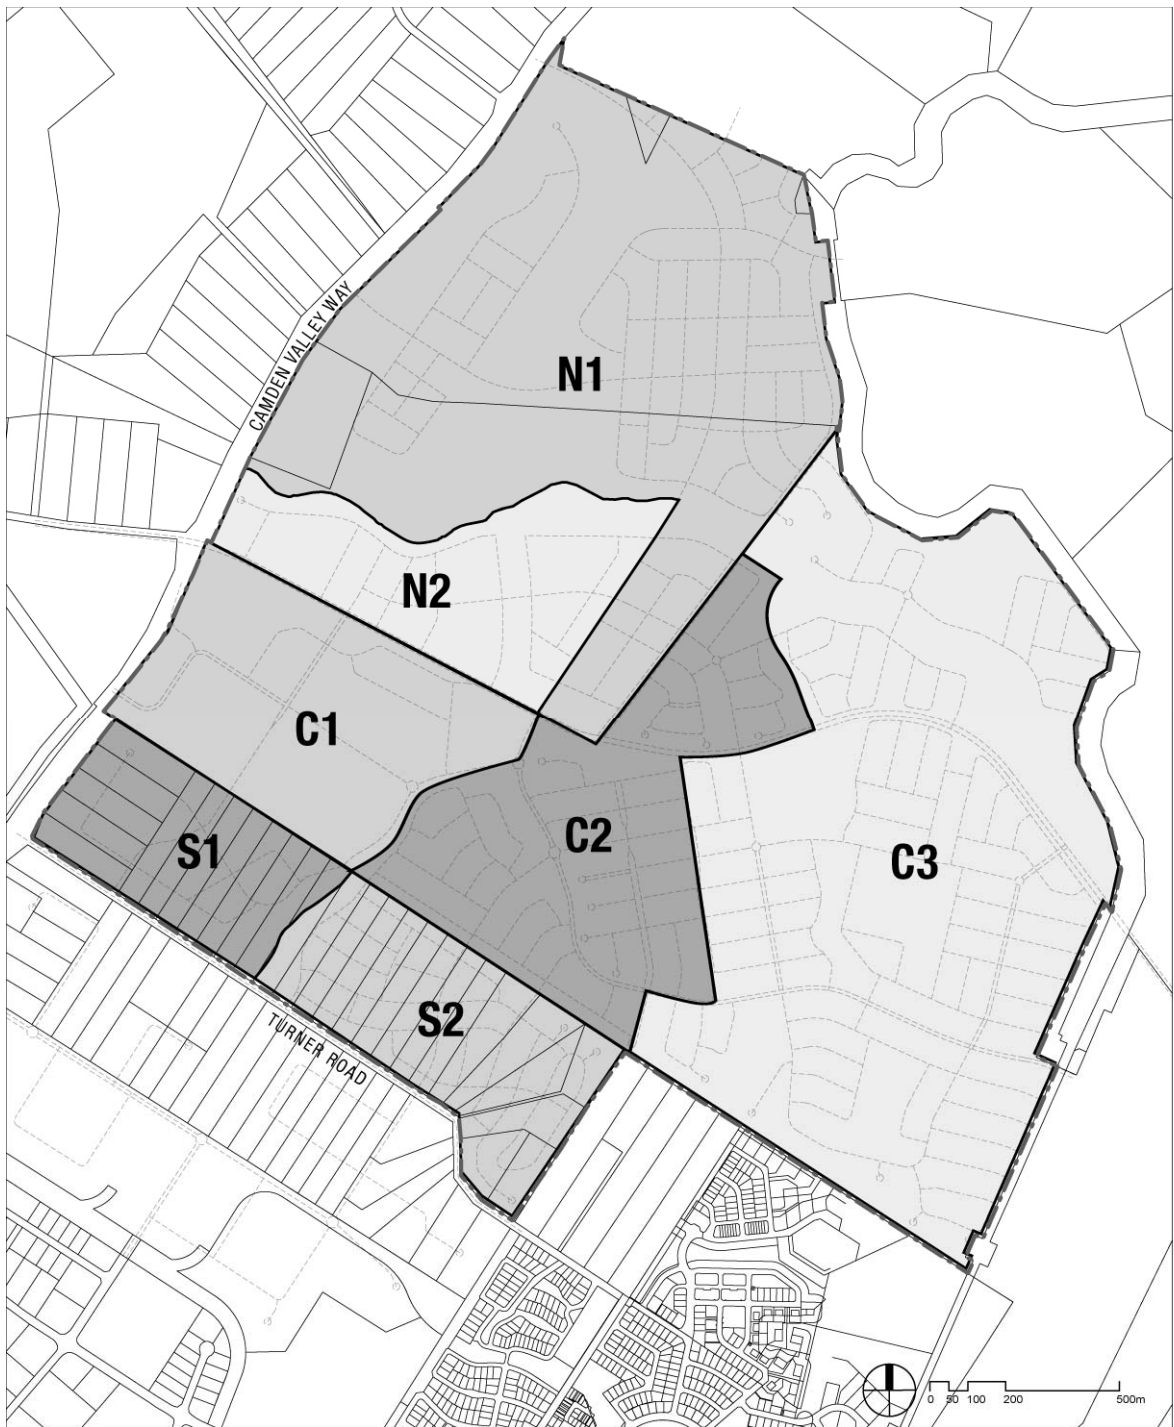 CAMDEN VALLEY WAY
N1
N2
C1
C2
C3
S1
S2
TURNER ROAD
0 50 100 200 500m